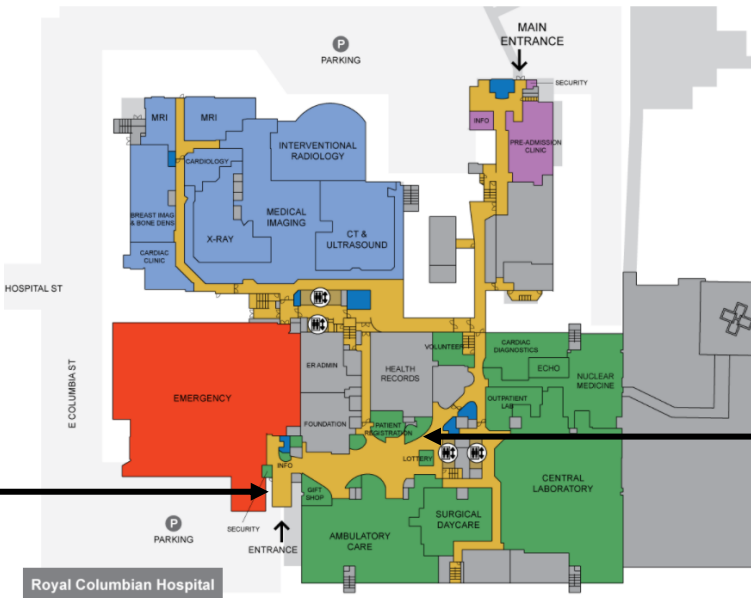 MAIN
ENTRANCE
P
PARKING
SECURITY
MRI
MRI
INFO
INTERVENTIONAL
RADIOLOGY
PRE-ADMISSION
CLINIC
CARDIOLOGY
MEDICAL
IMAGING
BREAST IMAG
& BONE DENS
X-RAY
CT &
ULTRASOUND
CARDIAC
CLINIC
HOSPITAL ST
E COLUMBIA ST
VOLUNTEER
CARDIAC
DIAGNOSTICS
ECHO
NUCLEAR
MEDICINE
ER ADMIN
HEALTH
RECORDS
EMERGENCY
OUTPATIENT
LAB
FOUNDATION
PATIENT
REGISTRATION
LOTTERY
INFO
CENTRAL
LABORATORY
GIFT
SHOP
SECURITY
P
PARKING
ENTRANCE
AMBULATORY
CARE
SURGICAL
DAYCARE
Royal Columbian Hospital